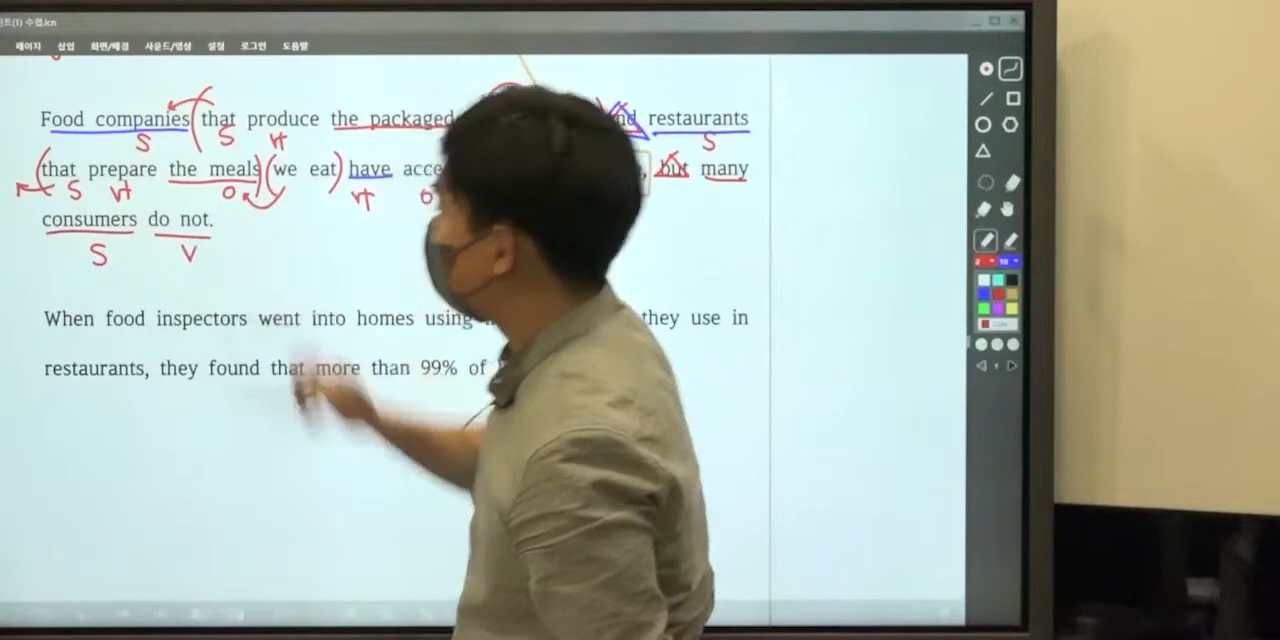 페이지 삽입 화면/배경 사운드/영상 설정 로그인 도움말
Food companies that produce the packaged restaurants
S S vt S
that prepare the meals we eat have but many
S vt O vt O
consumers do not.
S V
When food inspectors went into homes using they use in
restaurants, they found that more than 99% of